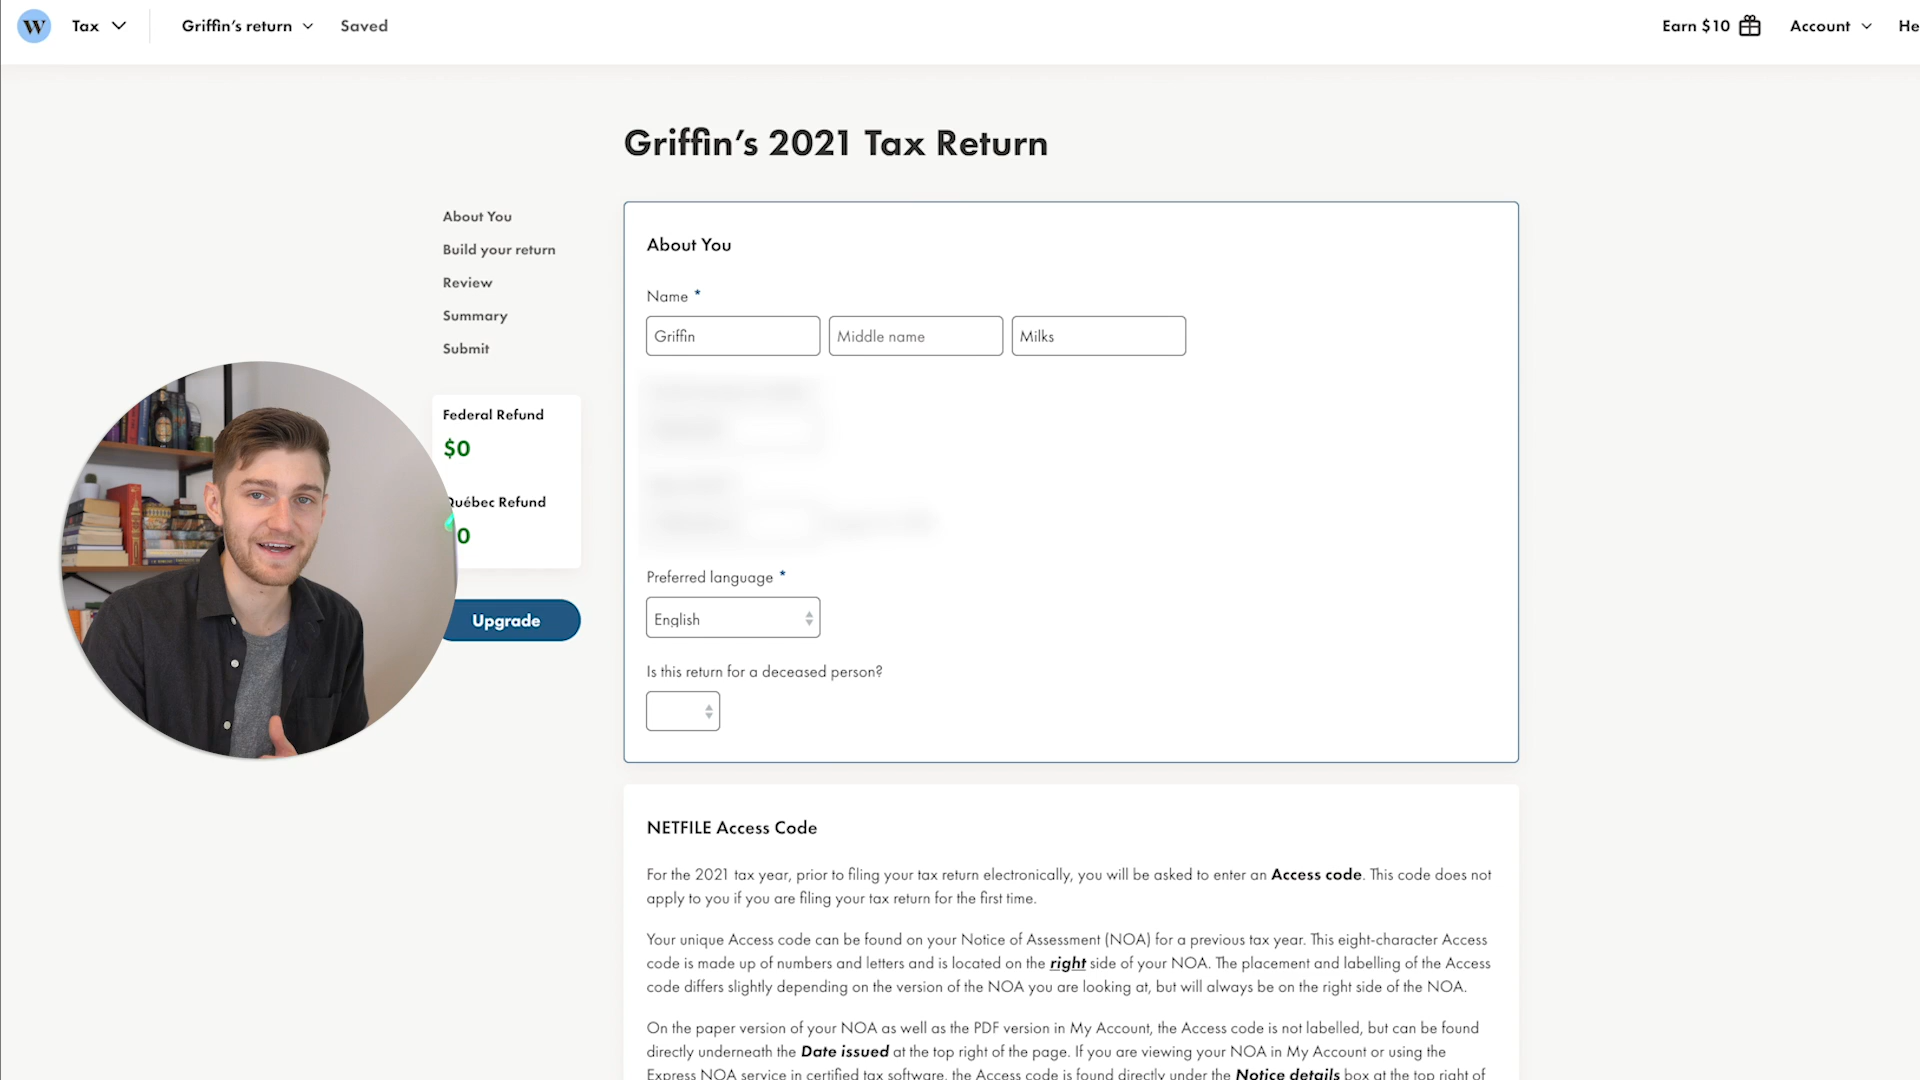 W Tax Griffin’s return Saved Earn $10 Account He
Griffin’s 2021 Tax Return
About You
Build your return
Review
Summary
Submit
Federal Refund
$0
Québec Refund
0
Upgrade
About You
Name *
Griffin Middle name Milks
Preferred language *
English
Is this return for a deceased person?
NETFILE Access Code
For the 2021 tax year, prior to filing your tax return electronically, you will be asked to enter an Access code. This code does not
apply to you if you are filing your tax return for the first time.
Your unique Access code can be found on your Notice of Assessment (NOA) for a previous tax year. This eight-character Access
code is made up of numbers and letters and is located on the right side of your NOA. The placement and labelling of the Access
code differs slightly depending on the version of the NOA you are looking at, but will always be on the right side of the NOA.
On the paper version of your NOA as well as the PDF version in My Account, the Access code is not labelled, but can be found
directly underneath the Date issued at the top right of the page. If you are viewing your NOA in My Account or using the
Express NOA service in certified tax software, the Access code is found directly under the Notice details box at the top right of